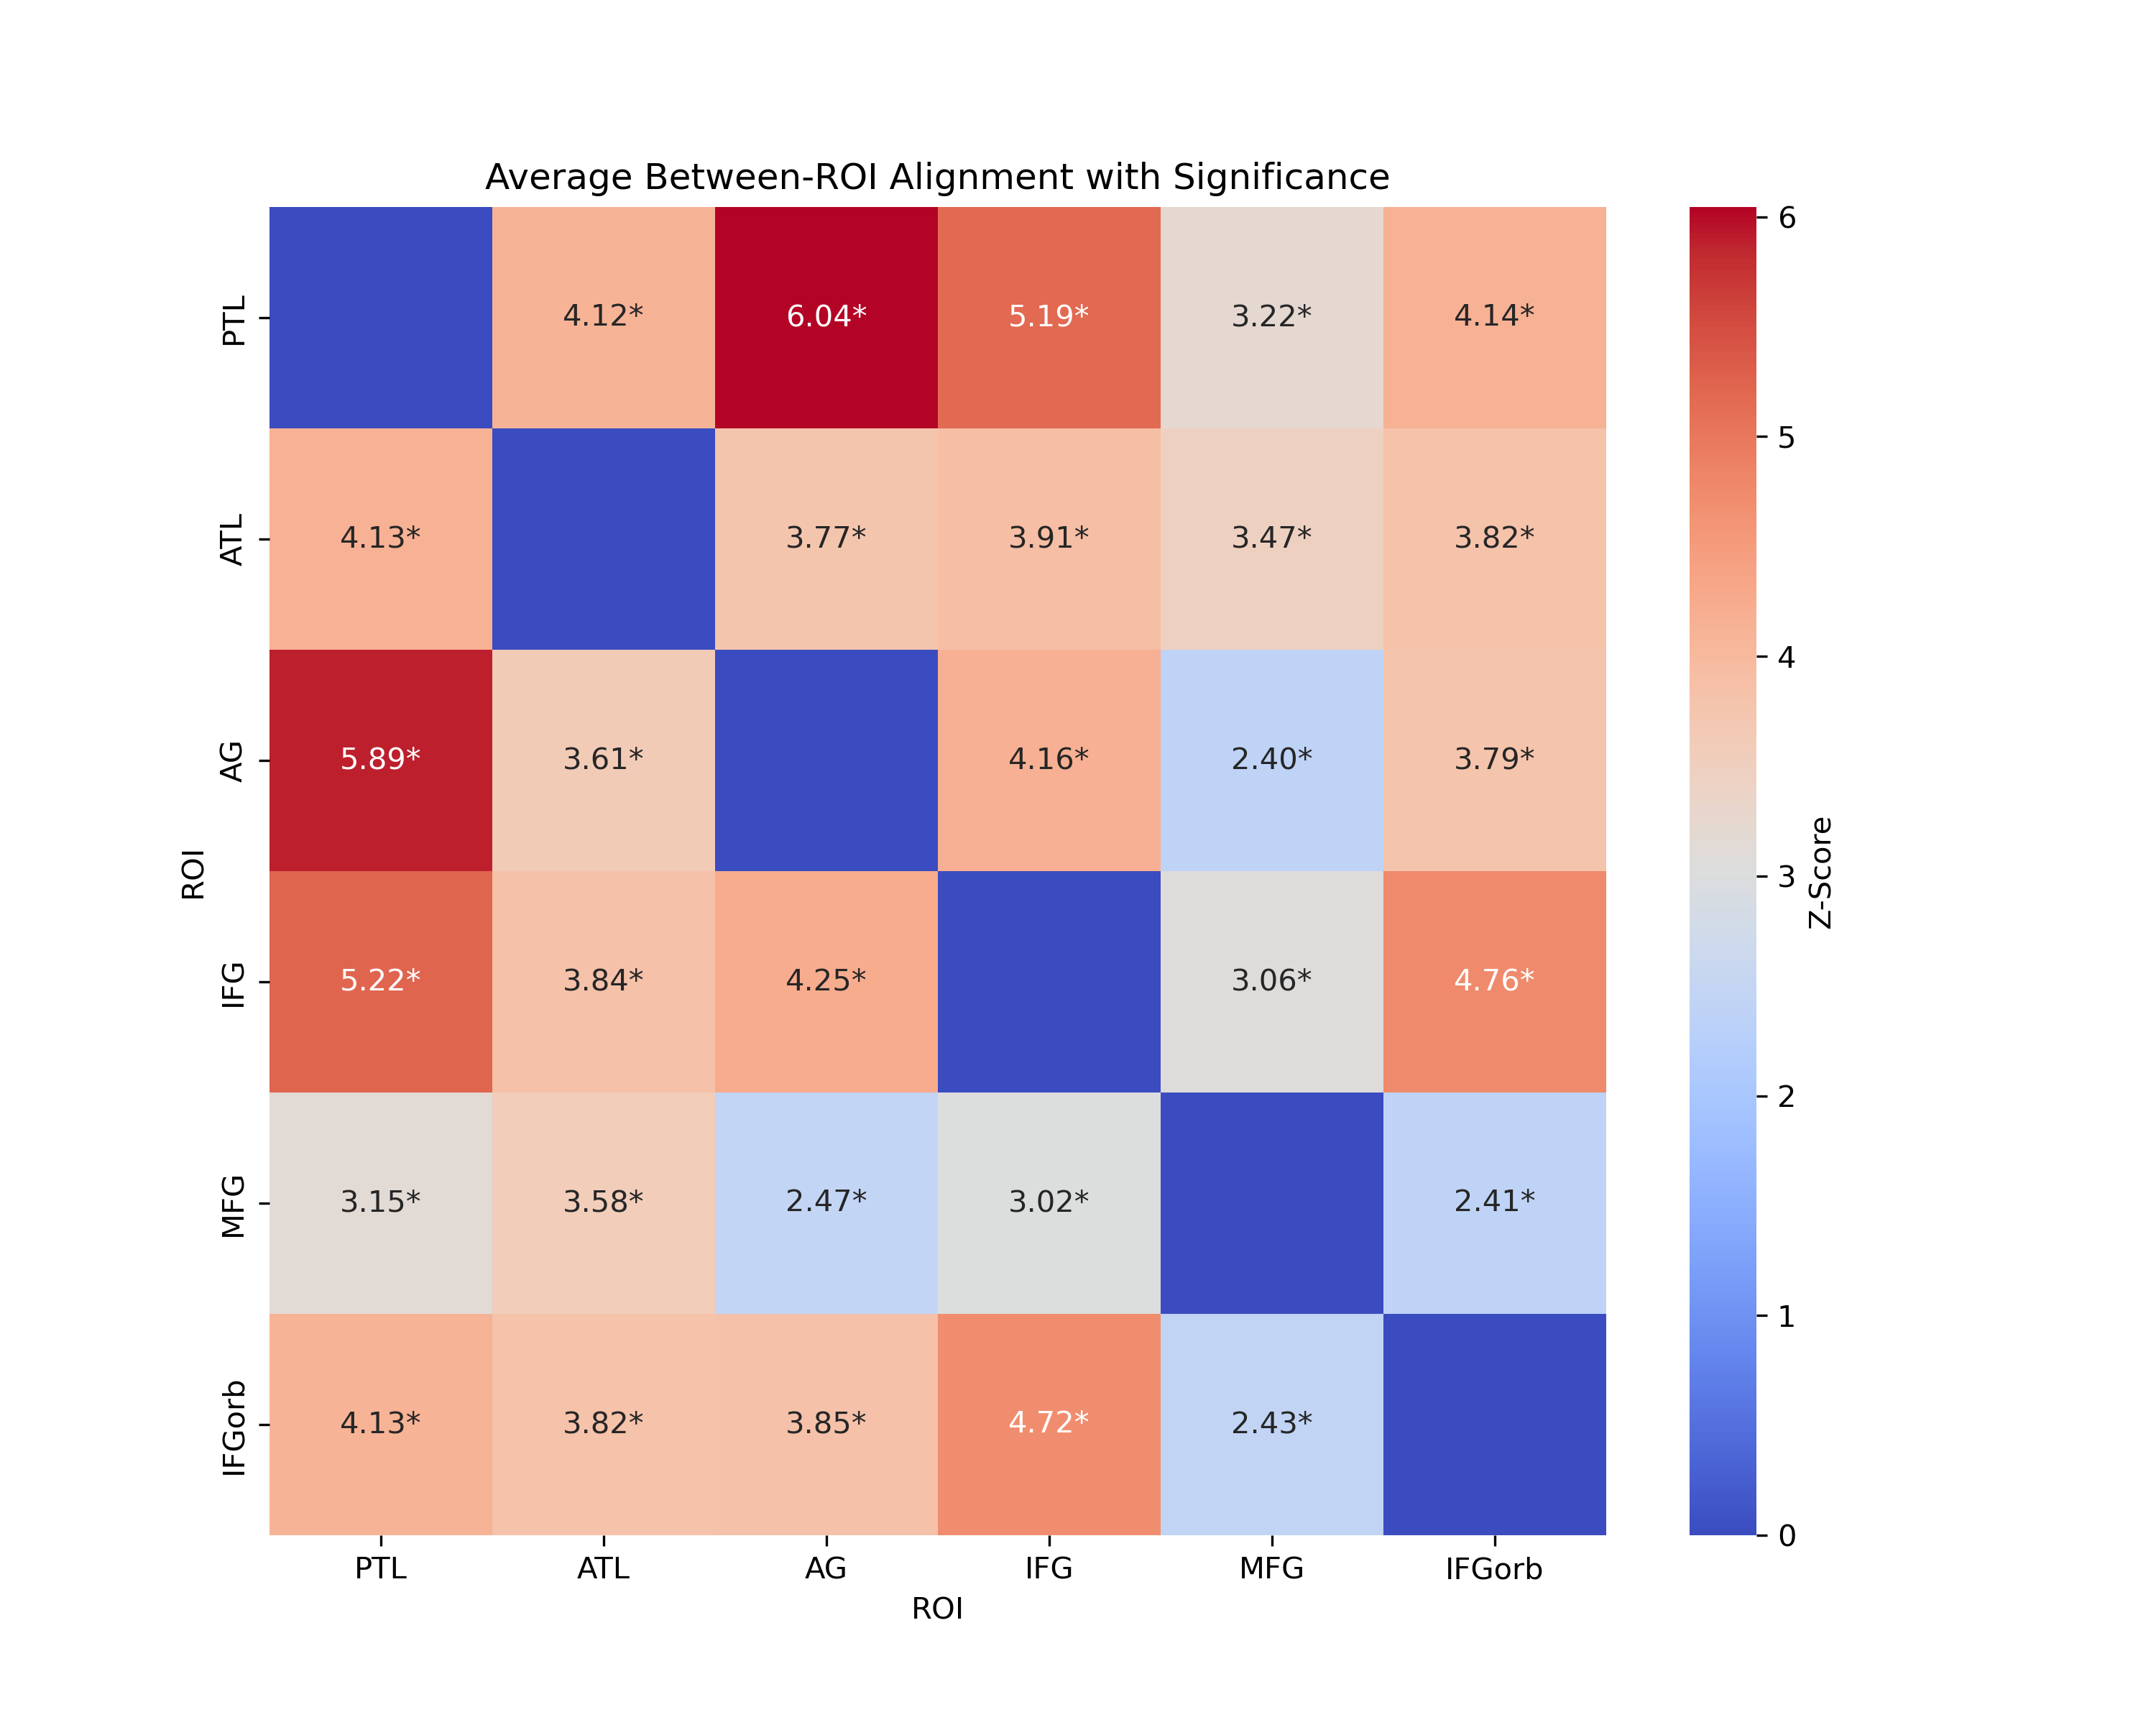 Average Between-ROI Alignment with Significance
PTL 4.12* 6.04* 5.19* 3.22* 4.14*
ATL 4.13* 3.77* 3.91* 3.47* 3.82*
AG 5.89* 3.61* 4.16* 2.40* 3.79*
IFG 5.22* 3.84* 4.25* 3.06* 4.76*
MFG 3.15* 3.58* 2.47* 3.02* 2.41*
IFGorb 4.13* 3.82* 3.85* 4.72* 2.43*
ROI
PTL ATL AG IFG MFG IFGorb
ROI
6
5
4
3
2
1
0
Z-Score